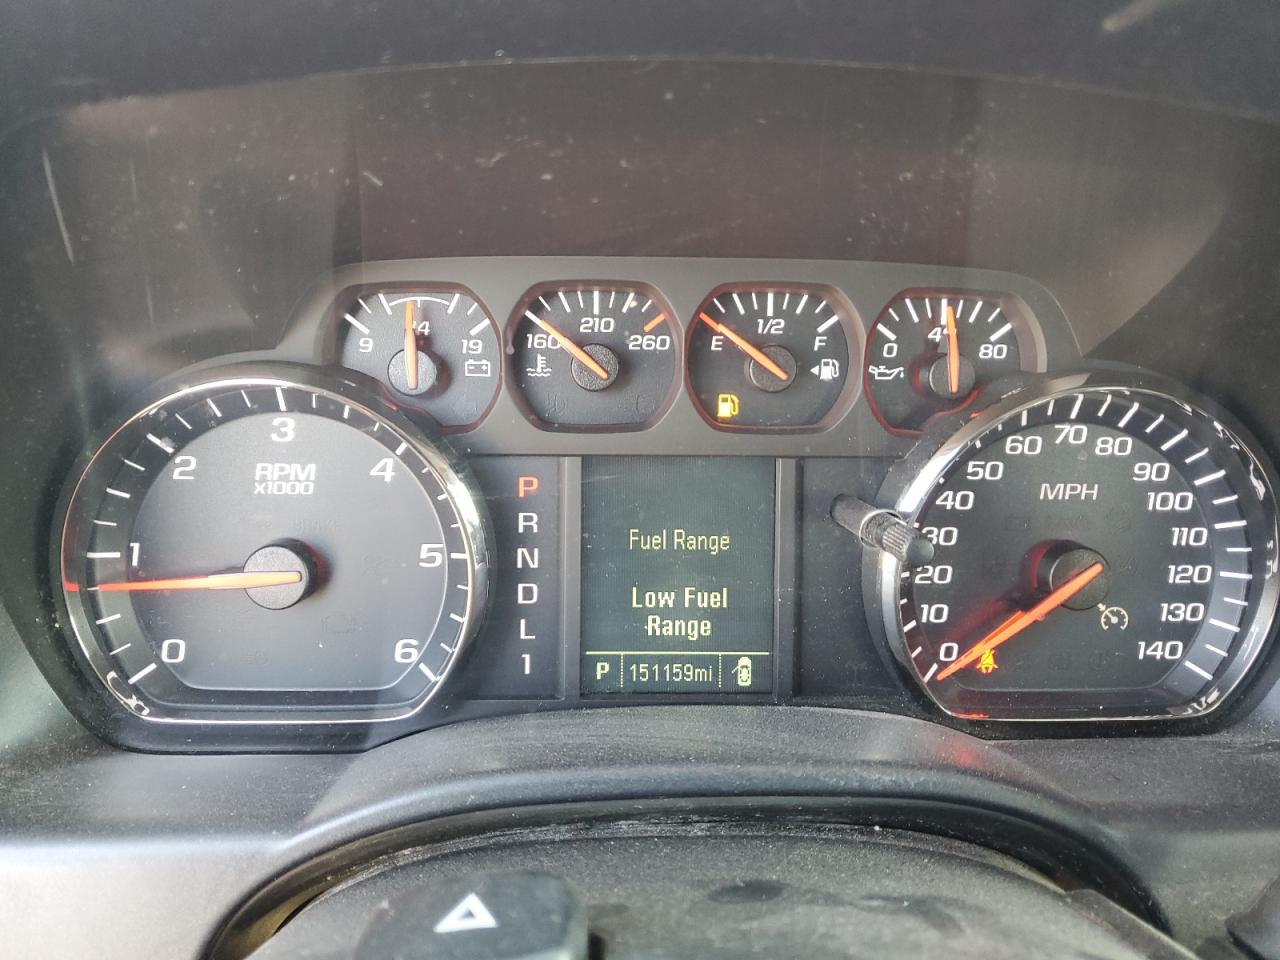 9 14 19
160 210 260
E 1/2 F
0 40 80
0 1 2 3 4 5 6
RPM
x1000
P
R
N
D
L
1
Fuel Range
Low Fuel
Range
P 151159mi
0 10 20 30 40 50 60 70 80 90 100 110 120 130 140
MPH